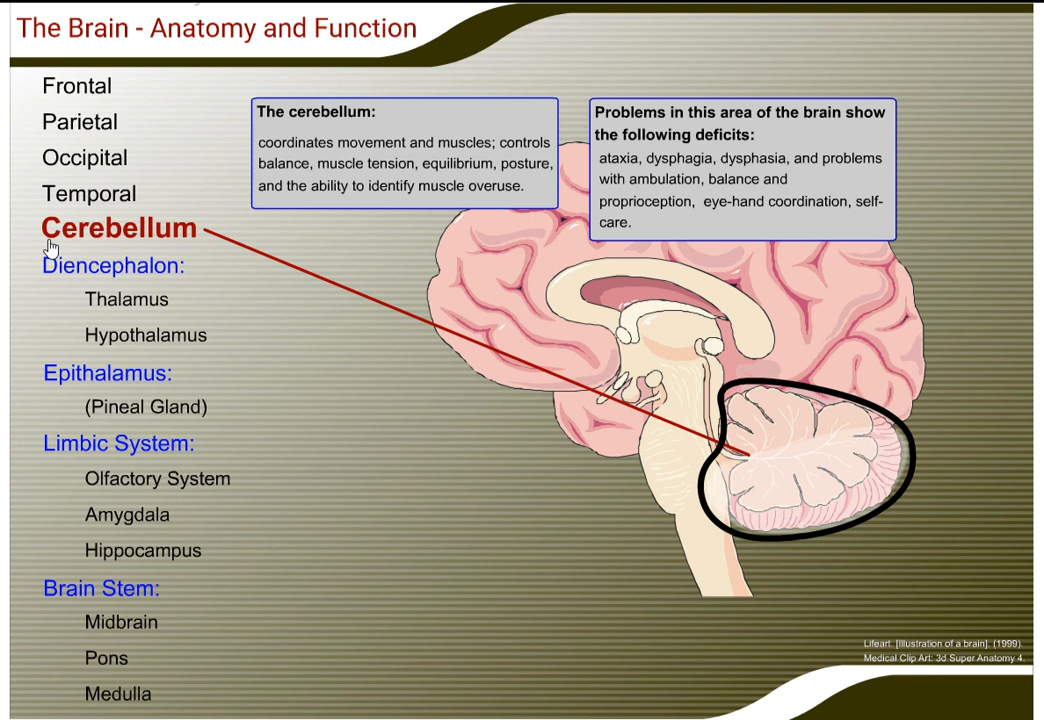 The Brain - Anatomy and Function
Frontal
Parietal
Occipital
Temporal
Cerebellum
Diencephalon:
Thalamus
Hypothalamus
Epithalamus:
(Pineal Gland)
Limbic System:
Olfactory System
Amygdala
Hippocampus
Brain Stem:
Midbrain
Pons
Medulla
The cerebellum:
coordinates movement and muscles; controls
balance, muscle tension, equilibrium, posture,
and the ability to identify muscle overuse.
Problems in this area of the brain show
the following deficits:
ataxia, dysphagia, dysphasia, and problems
with ambulation, balance and
proprioception, eye-hand coordination, self-
care.
Lifeart. [Illustration of a brain]. (1999).
Medical Clip Art: 3d Super Anatomy 4.